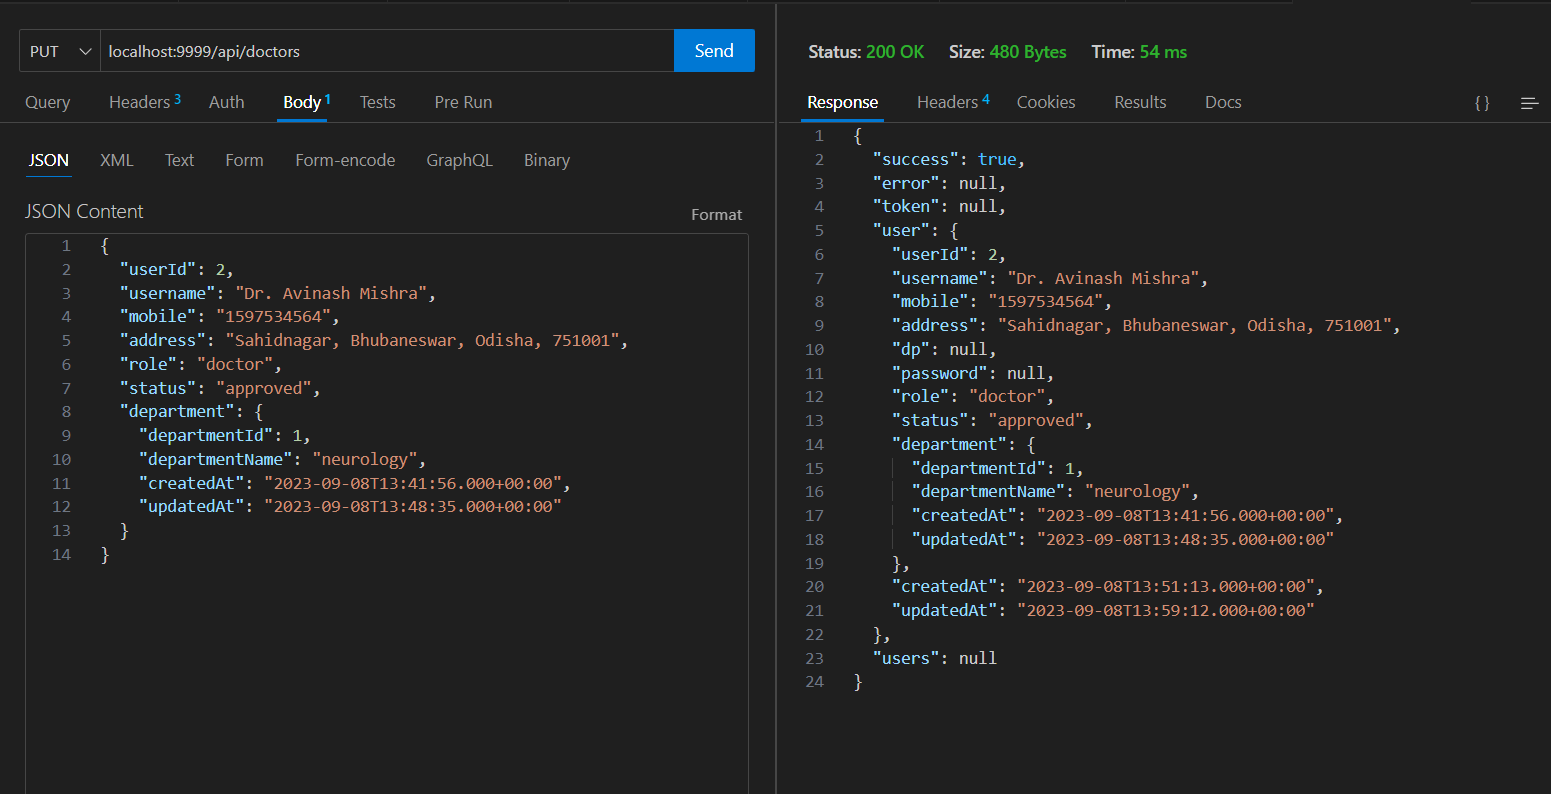 PUT localhost:9999/api/doctors Send
Query Headers 3 Auth Body 1 Tests Pre Run
JSON XML Text Form Form-encode GraphQL Binary
JSON Content Format
1 {
2 "userId": 2,
3 "username": "Dr. Avinash Mishra",
4 "mobile": "1597534564",
5 "address": "Sahidnagar, Bhubaneswar, Odisha, 751001",
6 "role": "doctor",
7 "status": "approved",
8 "department": {
9 "departmentId": 1,
10 "departmentName": "neurology",
11 "createdAt": "2023-09-08T13:41:56.000+00:00",
12 "updatedAt": "2023-09-08T13:48:35.000+00:00"
13 }
14 }
Status: 200 OK Size: 480 Bytes Time: 54 ms
Response Headers 4 Cookies Results Docs {}
1 {
2 "success": true,
3 "error": null,
4 "token": null,
5 "user": {
6 "userId": 2,
7 "username": "Dr. Avinash Mishra",
8 "mobile": "1597534564",
9 "address": "Sahidnagar, Bhubaneswar, Odisha, 751001",
10 "dp": null,
11 "password": null,
12 "role": "doctor",
13 "status": "approved",
14 "department": {
15 "departmentId": 1,
16 "departmentName": "neurology",
17 "createdAt": "2023-09-08T13:41:56.000+00:00",
18 "updatedAt": "2023-09-08T13:48:35.000+00:00"
19 },
20 "createdAt": "2023-09-08T13:51:13.000+00:00",
21 "updatedAt": "2023-09-08T13:59:12.000+00:00"
22 },
23 "users": null
24 }